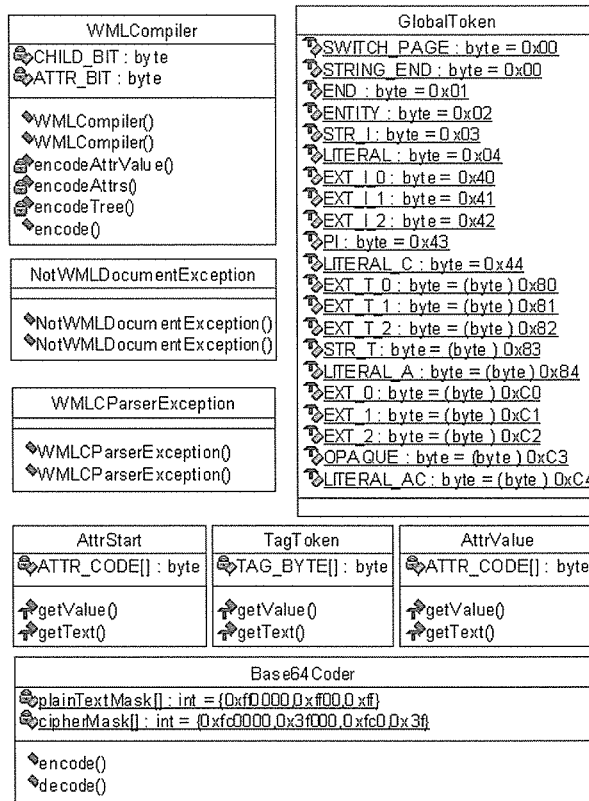 WMLCompiler
CHILD_BIT : byte
ATTR_BIT : byte
WMLCompiler()
WMLCompiler()
encodeAttrValue()
encodeAttrs()
encodeTree()
encode()
NotWMLDocumentException
NotWMLDocumentException()
NotWMLDocumentException()
WMLCParserException
WMLCParserException()
WMLCParserException()
GlobalToken
SWITCH_PAGE : byte = 0x00
STRING_END : byte = 0x00
END : byte = 0x01
ENTITY : byte = 0x02
STR_I : byte = 0x03
LITERAL : byte = 0x04
EXT_I_0 : byte = 0x40
EXT_I_1 : byte = 0x41
EXT_I_2 : byte = 0x42
PI : byte = 0x43
LITERAL_C : byte = 0x44
EXT_T_0 : byte = (byte ) 0x80
EXT_T_1 : byte = (byte ) 0x81
EXT_T_2 : byte = (byte ) 0x82
STR_T : byte = (byte ) 0x83
LITERAL_A : byte = (byte ) 0x84
EXT_0 : byte = (byte ) 0xC0
EXT_1 : byte = (byte ) 0xC1
EXT_2 : byte = (byte ) 0xC2
OPAQUE : byte = (byte ) 0xC3
LITERAL_AC : byte = (byte ) 0xC4
AttrStart
ATTR_CODE[] : byte
getValue()
getText()
TagToken
TAG_BYTE[] : byte
getValue()
getText()
AttrValue
ATTR_CODE[] : byte
getValue()
getText()
Base64Coder
plainTextMask[] : int = {0xff0000,0xff00,0xff}
cipherMask[] : int = {0xfc0000,0x3f000,0xfc0,0x3f}
encode()
decode()